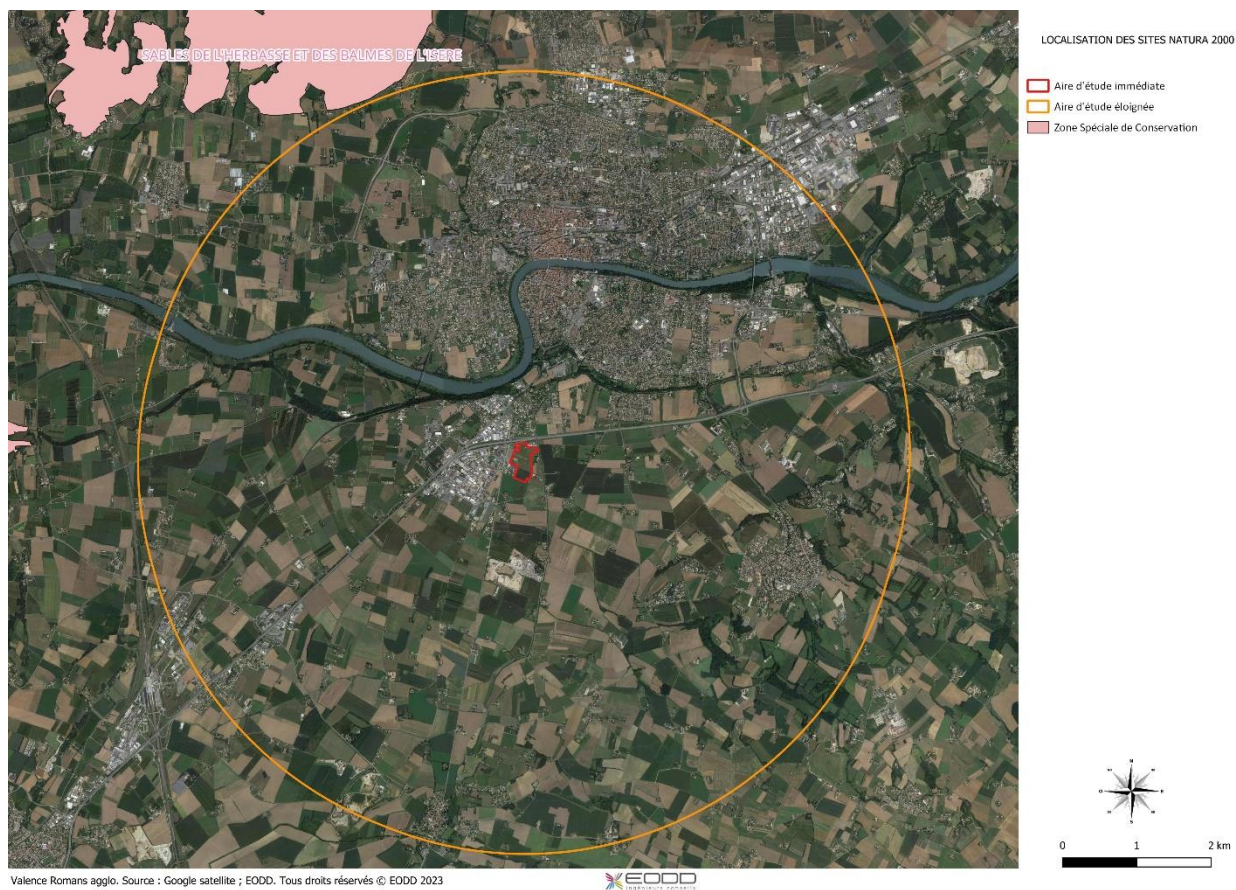 SABLES DE L'HERBASSE ET DES BALMES DE L'ISERE
LOCALISATION DES SITES NATURA 2000
Aire d'étude immédiate
Aire d'étude éloignée
Zone Spéciale de Conservation
N
O
E
S
0 1 2 km
Valence Romans agglo. Source : Google satellite ; EODD. Tous droits réservés © EODD 2023
EODD
ingénieurs conseils